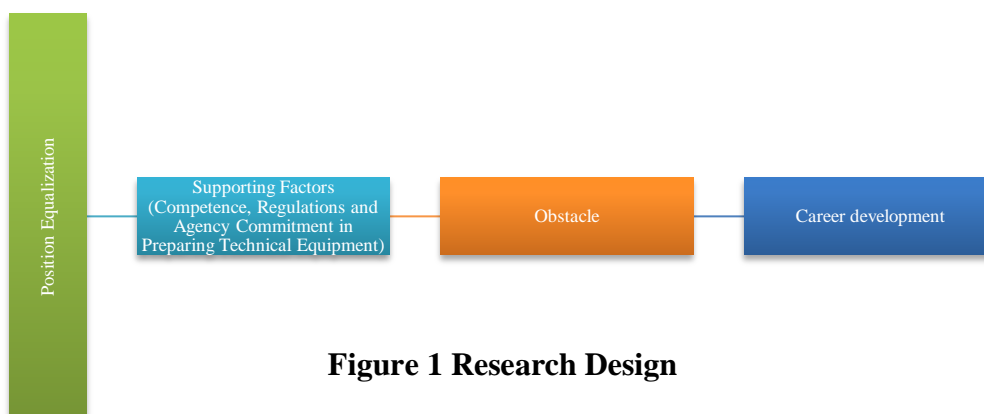 Position Equalization
Supporting Factors
(Competence, Regulations and
Agency Commitment in
Preparing Technical Equipment)
Obstacle
Career development
Figure 1 Research Design